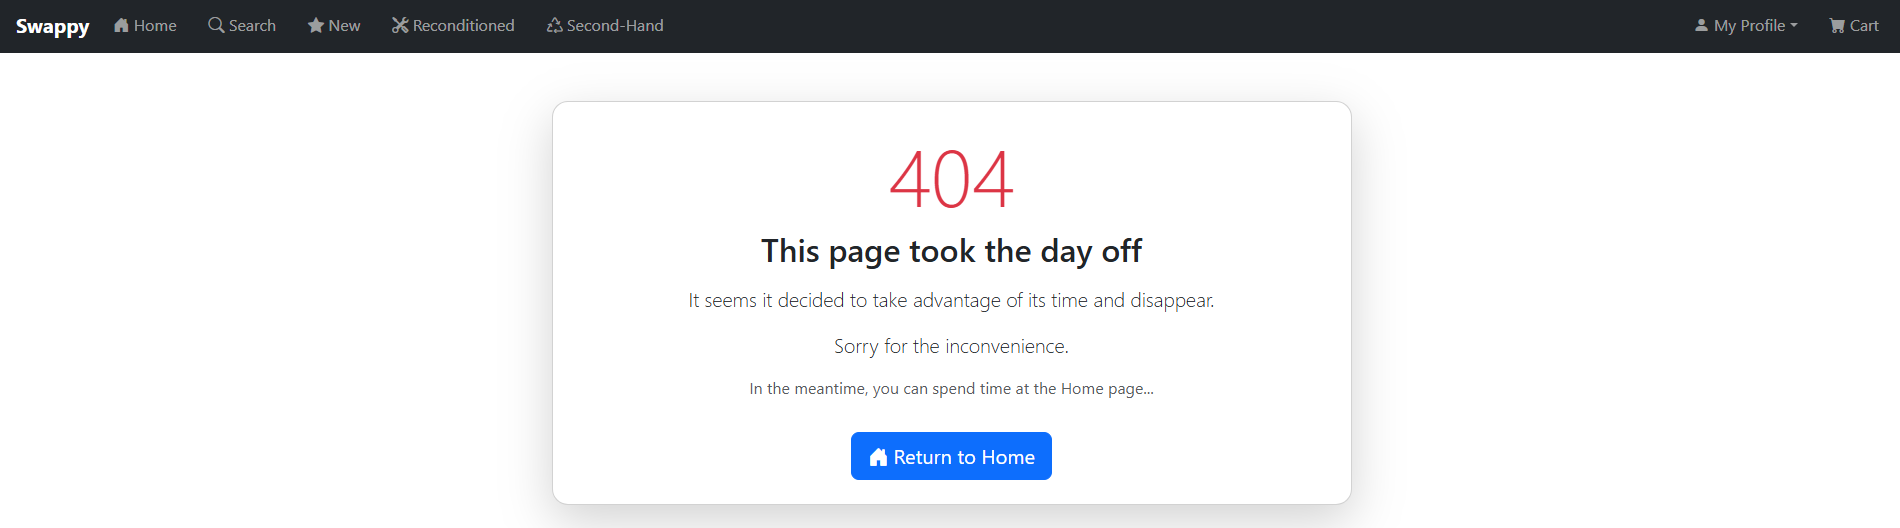 Swappy Home Search New Reconditioned Second-Hand My Profile Cart
404
This page took the day off
It seems it decided to take advantage of its time and disappear.
Sorry for the inconvenience.
In the meantime, you can spend time at the Home page...
Return to Home